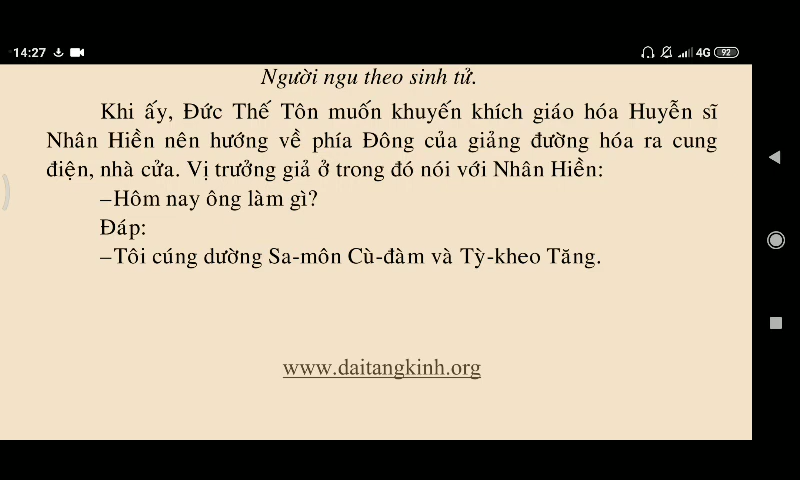 14:27
4G
92
Người ngu theo sinh tử.
Khi ấy, Đức Thế Tôn muốn khuyến khích giáo hóa Huyễn sĩ
Nhân Hiền nên hướng về phía Đông của giảng đường hóa ra cung
điện, nhà cửa. Vị trưởng giả ở trong đó nói với Nhân Hiền:
–Hôm nay ông làm gì?
Đáp:
–Tôi cúng dường Sa-môn Cù-đàm và Tỳ-kheo Tăng.
www.daitangkinh.org